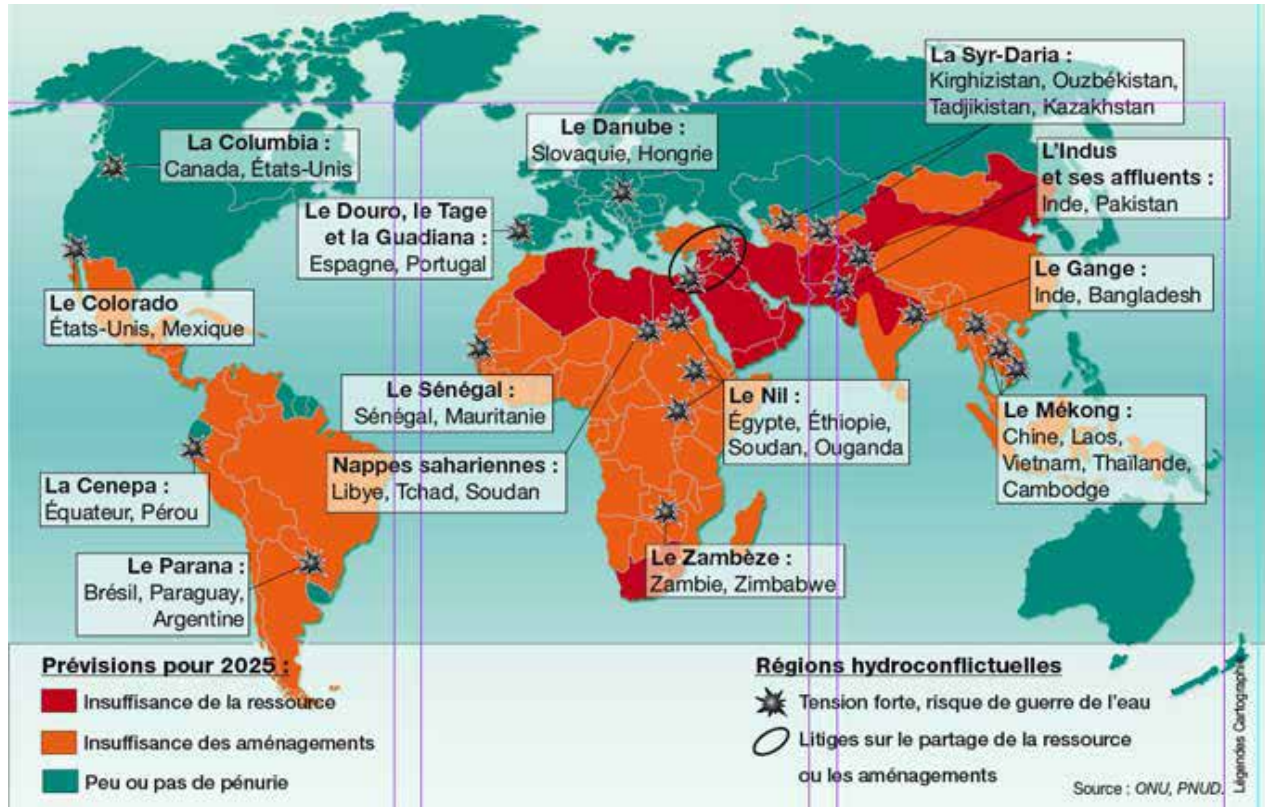 La Syr-Daria :
Kirghizistan, Ouzbékistan,
Tadjikistan, Kazakhstan
La Columbia :
Canada, États-Unis
Le Danube :
Slovaquie, Hongrie
L'Indus
et ses affluents :
Inde, Pakistan
Le Douro, le Tage
et la Guadiana :
Espagne, Portugal
Le Gange :
Inde, Bangladesh
Le Colorado
États-Unis, Mexique
Le Sénégal :
Sénégal, Mauritanie
Le Nil :
Égypte, Éthiopie,
Soudan, Ouganda
Le Mékong :
Chine, Laos,
Vietnam, Thaïlande,
Cambodge
Nappes sahariennes :
Libye, Tchad, Soudan
La Cenepa :
Équateur, Pérou
Le Parana :
Brésil, Paraguay,
Argentine
Le Zambèze :
Zambie, Zimbabwe
Prévisions pour 2025 :
Insuffisance de la ressource
Insuffisance des aménagements
Peu ou pas de pénurie
Régions hydroconflictuelles
Tension forte, risque de guerre de l'eau
Litiges sur le partage de la ressource
ou les aménagements
Source : ONU, PNUD.
Légendes Cartographie